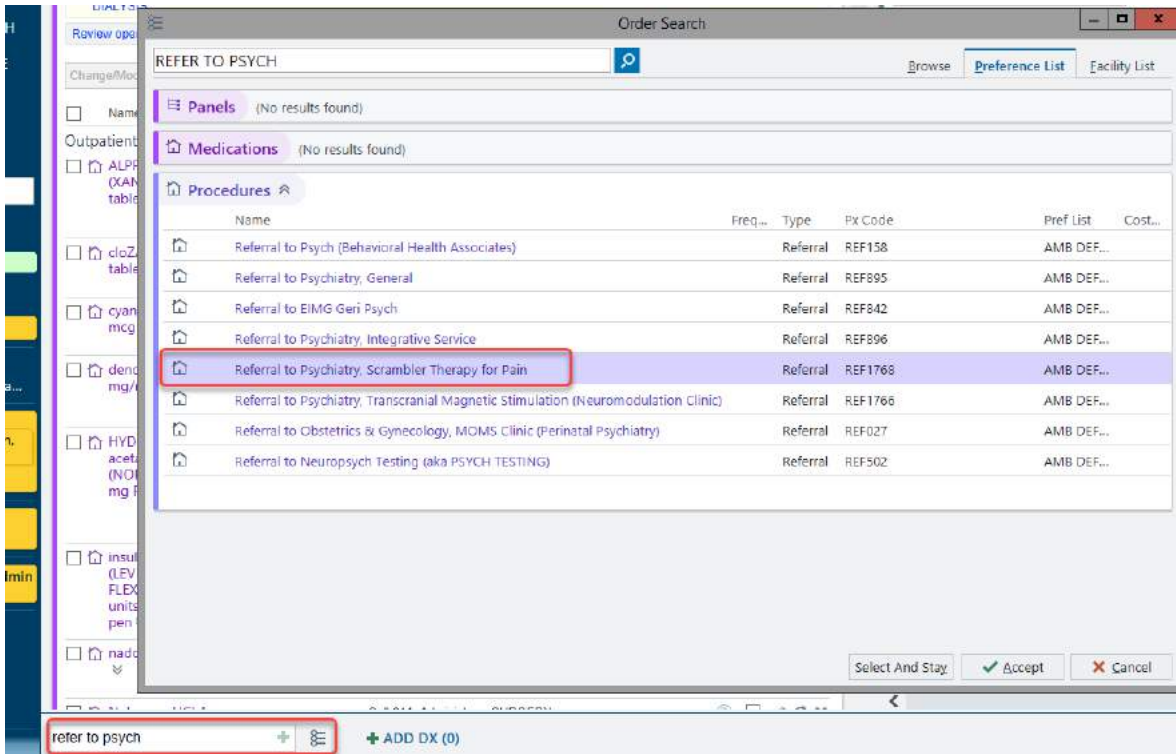 H
DIALYSIS
Review ope
Change/Mod
Name
Outpatient
ALPR
(XAN
table
cloZ
table
cyan
mcg
deno
mg/
HYD
aceta
(NOR
mg P
insul
(LEV
FLEX
units
pen
nado
lmin
Order Search
REFER TO PSYCH
Browse Preference List Facility List
Panels (No results found)
Medications (No results found)
Procedures
Name Freq... Type Px Code Pref List Cost...
Referral to Psych (Behavioral Health Associates) Referral REF158 AMB DEF...
Referral to Psychiatry, General Referral REF895 AMB DEF...
Referral to EIMG Geri Psych Referral REF842 AMB DEF...
Referral to Psychiatry, Integrative Service Referral REF896 AMB DEF...
Referral to Psychiatry, Scrambler Therapy for Pain Referral REF1768 AMB DEF...
Referral to Psychiatry, Transcranial Magnetic Stimulation (Neuromodulation Clinic) Referral REF1766 AMB DEF...
Referral to Obstetrics & Gynecology, MOMS Clinic (Perinatal Psychiatry) Referral REF027 AMB DEF...
Referral to Neuropsych Testing (aka PSYCH TESTING) Referral REF502 AMB DEF...
Select And Stay Accept Cancel
refer to psych
ADD DX (0)